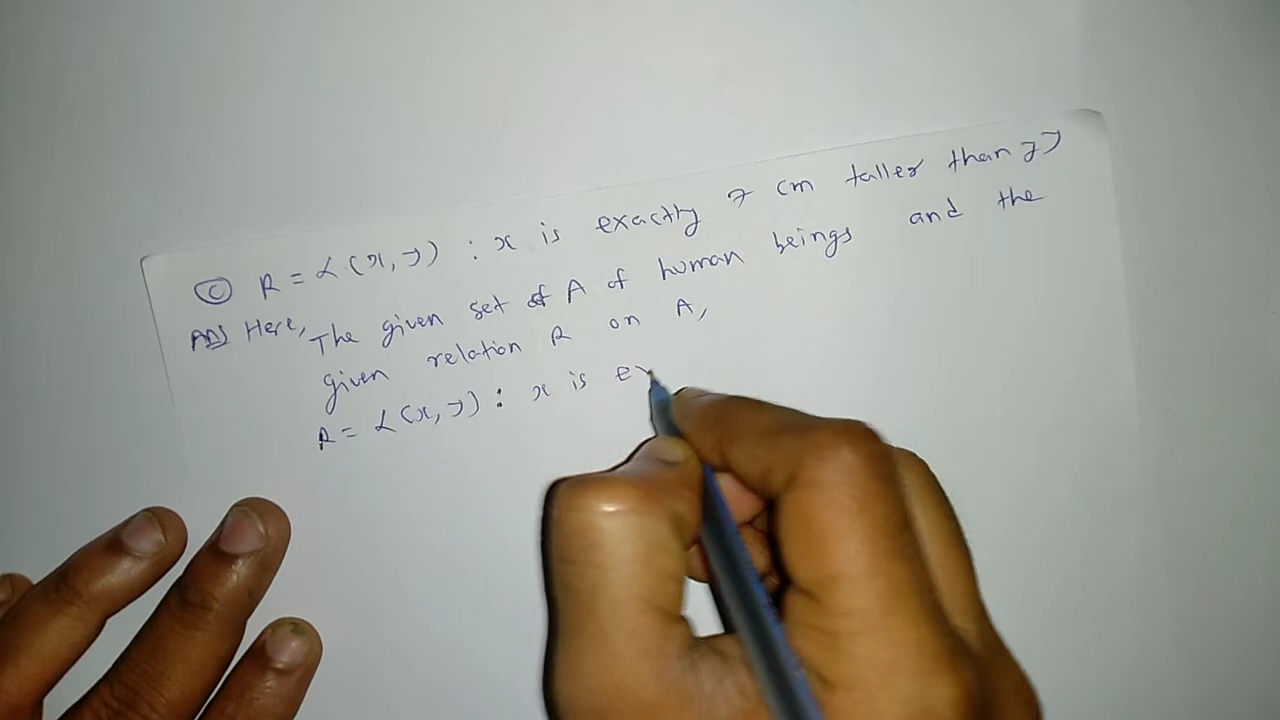 (C) R = {(x, y) : x is exactly 7 cm taller than y}
Ans Here, The given set of A of human beings and the
given relation R on A,
R = {(x, y) : x is ex